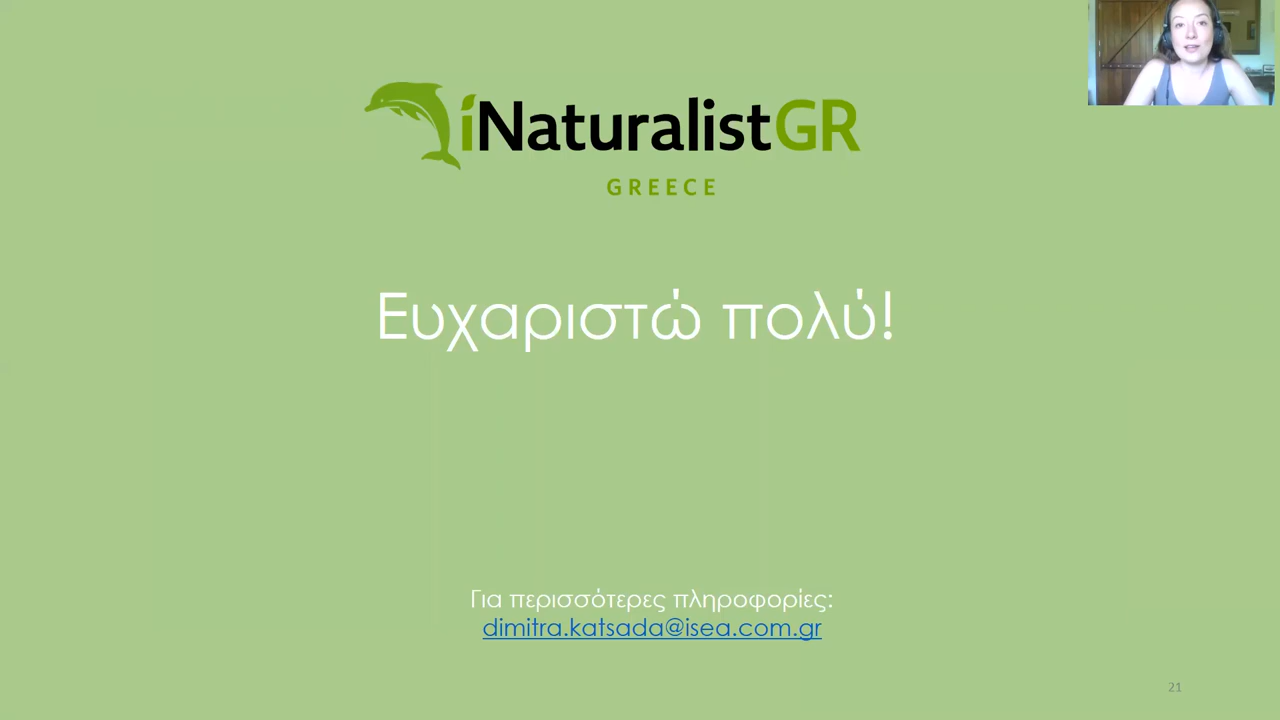 iNaturalistGR
GREECE
Ευχαριστώ πολύ!
Για περισσότερες πληροφορίες:
dimitra.katsada@isea.com.gr
21